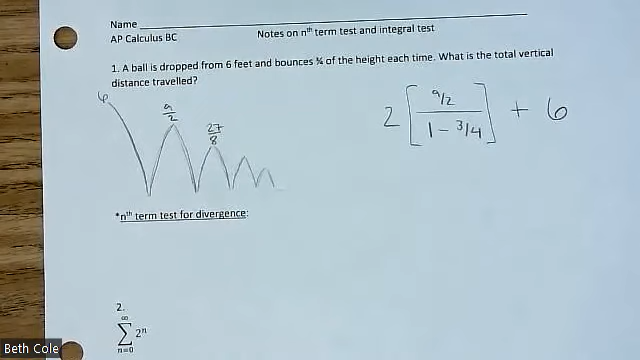 Name
AP Calculus BC
Notes on nth term test and integral test
1. A ball is dropped from 6 feet and bounces ¾ of the height each time. What is the total vertical
distance travelled?
6
9/2
27/8
2 [ (9/2) / (1 - 3/4) ] + 6
*nth term test for divergence:
2.
∞
∑ 2ⁿ
n=0
Beth Cole